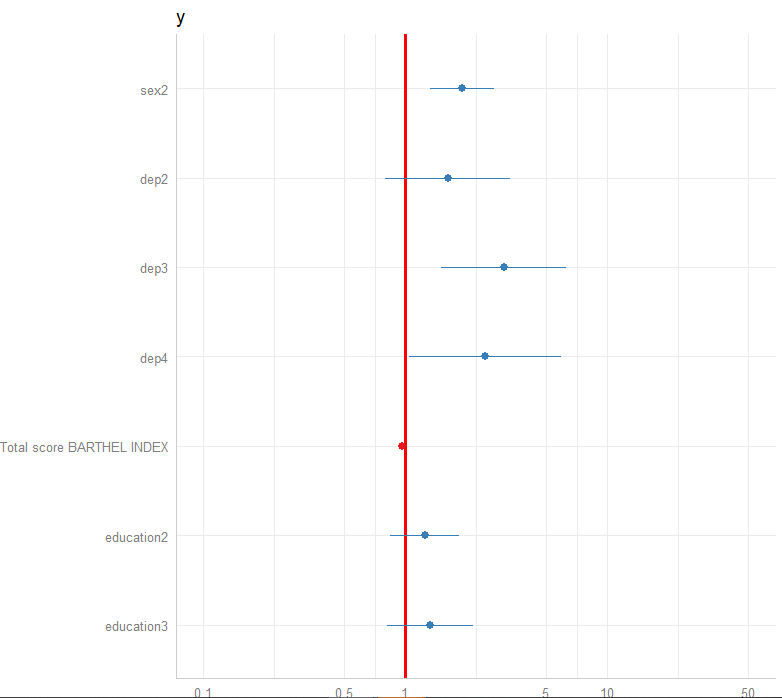 y
sex2
dep2
dep3
dep4
Total score BARTHEL INDEX
education2
education3
0.1 0.5 1 5 10 50